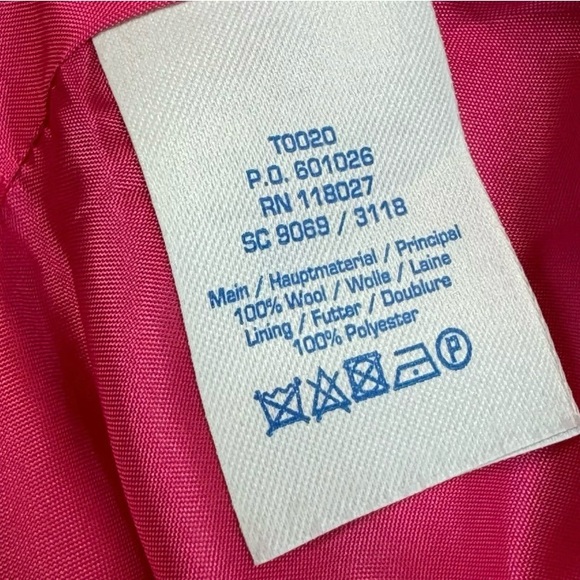 T0020
P.O. 601026
RN 118027
SC 9069 / 3118
Main / Hauptmaterial / Principal
100% Wool / Wolle / Laine
Lining / Futter / Doublure
100% Polyester
P